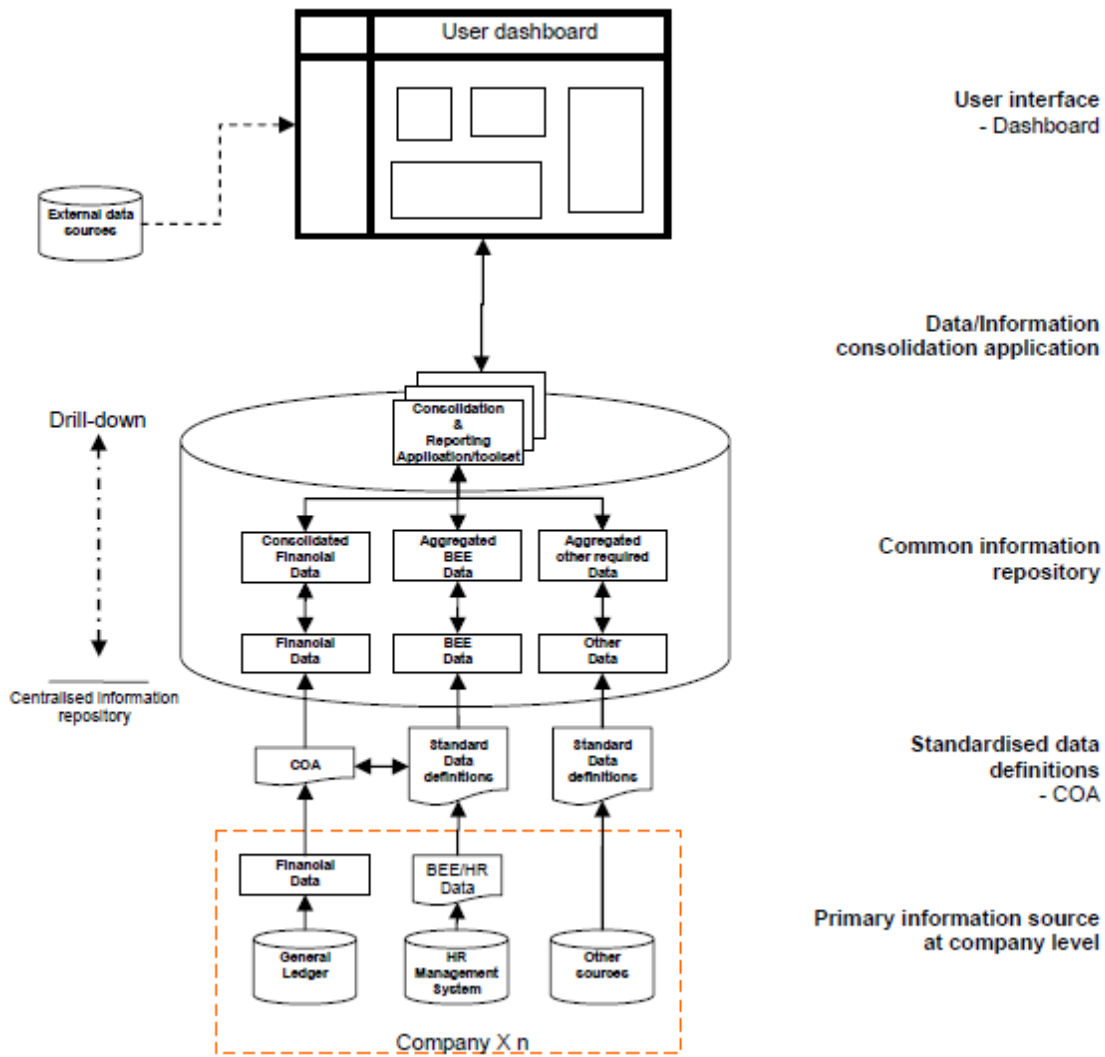 User dashboard
User interface
- Dashboard
External data
sources
Data/Information
consolidation application
Drill-down
Consolidation
&
Reporting
Application/toolset
Consolidated
Financial
Data
Aggregated
BEE
Data
Aggregated
other required
Data
Common information
repository
Financial
Data
BEE
Data
Other
Data
Centralised information
repository
COA
Standard
Data
definitions
Standard
Data
definitions
Standardised data
definitions
- COA
Financial
Data
BEE/HR
Data
Primary information source
at company level
General
Ledger
HR
Management
System
Other
sources
Company X n